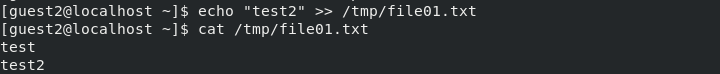 [guest2@localhost ~]$ echo "test2" >> /tmp/file01.txt
[guest2@localhost ~]$ cat /tmp/file01.txt
test
test2